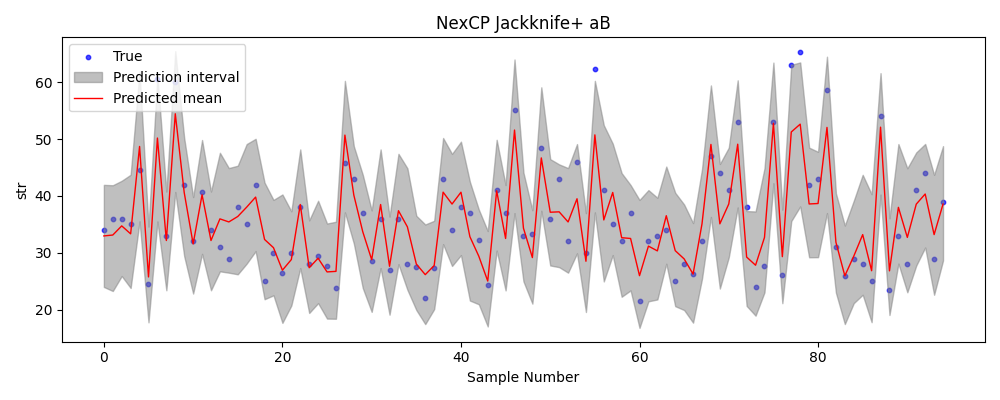 NexCP Jackknife+ aB
True
Prediction interval
Predicted mean
str
60
50
40
30
20
0
20
40
60
80
Sample Number